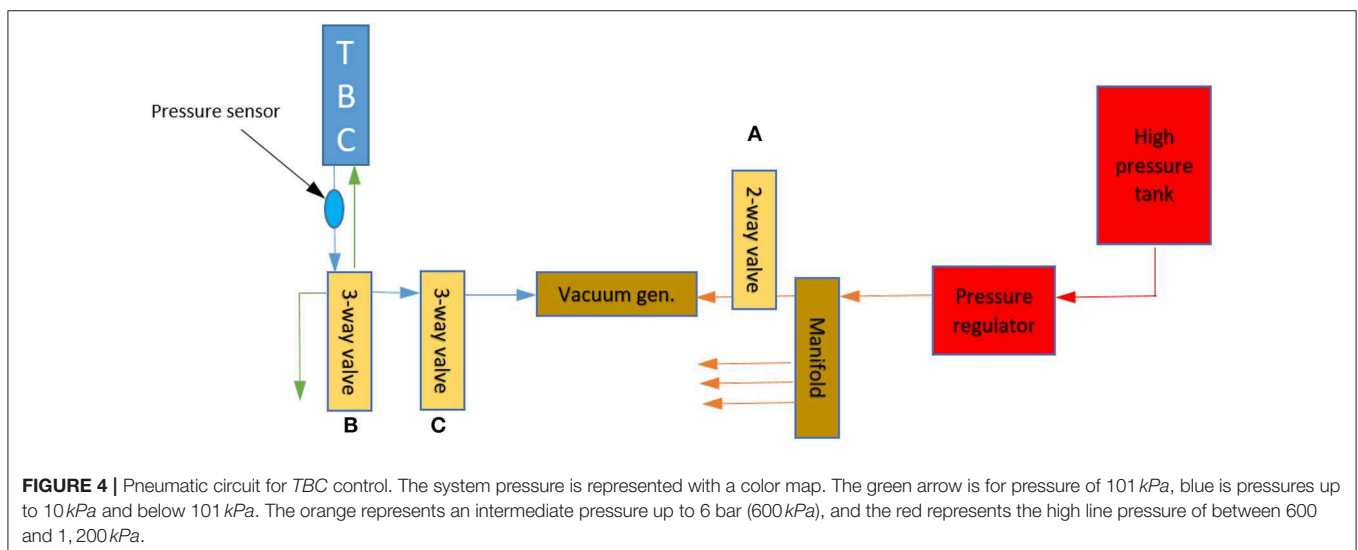 T
B
C
Pressure sensor
A
2-way valve
High
pressure
tank
3-way valve
3-way valve
Vacuum gen.
Manifold
Pressure
regulator
B
C
FIGURE 4 | Pneumatic circuit for TBC control. The system pressure is represented with a color map. The green arrow is for pressure of 101 kPa, blue is pressures up
to 10 kPa and below 101 kPa. The orange represents an intermediate pressure up to 6 bar (600 kPa), and the red represents the high line pressure of between 600
and 1, 200 kPa.